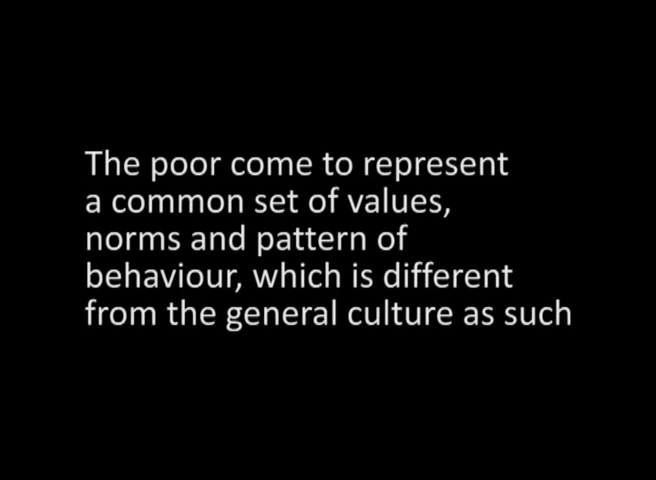 The poor come to represent
a common set of values,
norms and pattern of
behaviour, which is different
from the general culture as such